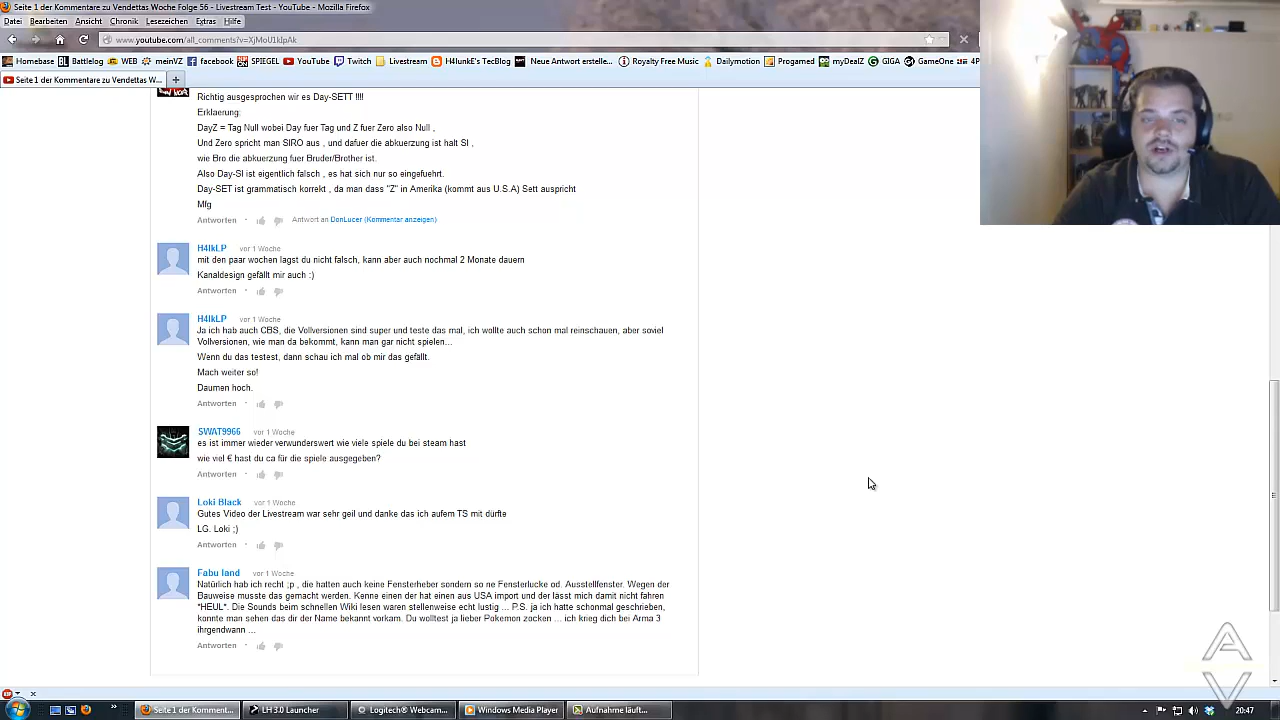 Seite 1 der Kommentare zu Vendettas Woche Folge 56 - Livestream Test - YouTube - Mozilla Firefox
Datei Bearbeiten Ansicht Chronik Lesezeichen Extras Hilfe
www.youtube.com/all_comments?v=XjMoU1kIpAk
Homebase Battlelog WEB meinVZ facebook SPIEGEL YouTube Twitch Livestream H4lunkE's TecBlog Neue Antwort erstelle... Royalty Free Music Dailymotion Progamed myDealZ GIGA GameOne 4P
Seite 1 der Kommentare zu Vendettas W... +
Richtig ausgesprochen wir es Day-SETT !!!!
Erklaerung:
DayZ = Tag Null wobei Day fuer Tag und Z fuer Zero also Null ,
Und Zero spricht man SIRO aus , und dafuer die abkuerzung ist halt SI ,
wie Bro die abkuerzung fuer Bruder/Brother ist.
Also Day-SI ist eigentlich falsch , es hat sich nur so eingefuehrt.
Day-SET ist grammatisch korrekt , da man dass "Z" in Amerika (kommt aus U.S.A) Sett auspricht
Mfg
Antworten · Antwort an DonLucer (Kommentar anzeigen)
H4lkLP vor 1 Woche
mit den paar wochen lagst du nicht falsch, kann aber auch nochmal 2 Monate dauern
Kanaldesign gefällt mir auch :)
Antworten ·
H4lkLP vor 1 Woche
Ja ich hab auch CBS, die Vollversionen sind super und teste das mal, ich wollte auch schon mal reinschauen, aber soviel
Vollversionen, wie man da bekommt, kann man gar nicht spielen...
Wenn du das testest, dann schau ich mal ob mir das gefällt.
Mach weiter so!
Daumen hoch.
Antworten ·
SWAT9966 vor 1 Woche
es ist immer wieder verwunderswert wie viele spiele du bei steam hast
wie viel € hast du ca für die spiele ausgegeben?
Antworten ·
Loki Black vor 1 Woche
Gutes Video der Livestream war sehr geil und danke das ich aufem TS mit dürfte
LG. Loki ;)
Antworten ·
Fabu land vor 1 Woche
Natürlich hab ich recht ;p , die hatten auch keine Fensterheber sondern so ne Fensterlucke od. Ausstellfenster. Wegen der
Bauweise musste das gemacht werden. Kenne einen der hat einen aus USA import und der lässt mich damit nicht fahren
*HEUL*. Die Sounds beim schnellen Wiki lesen waren stellenweise echt lustig ... P.S. ja ich hatte schonmal geschrieben,
konnte man sehen das dir der Name bekannt vorkam. Du wolltest ja lieber Pokemon zocken ... ich krieg dich bei Arma 3
ihrgendwann ...
Antworten ·
Seite 1 der Komment... LH 3.0 Launcher Logitech® Webcam... Windows Media Player Aufnahme läuft... 20:47